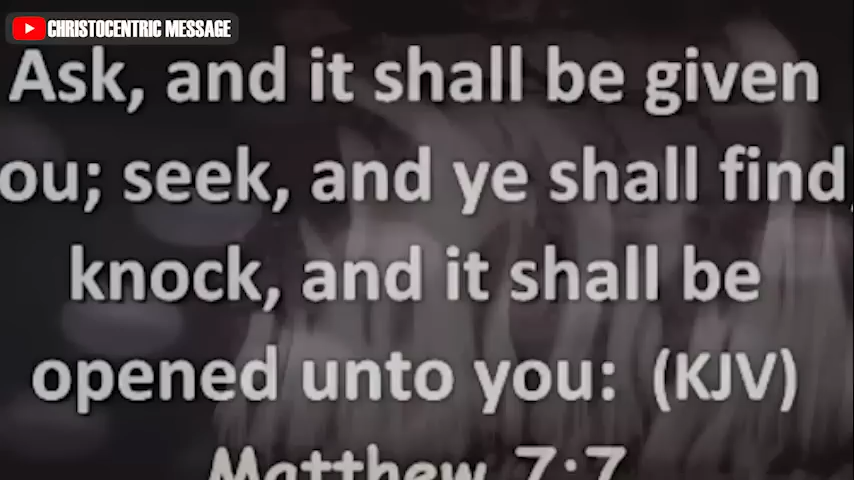 CHRISTOCENTRIC MESSAGE
Ask, and it shall be given
ou; seek, and ye shall find,
knock, and it shall be
opened unto you: (KJV)
Matthew 7:7